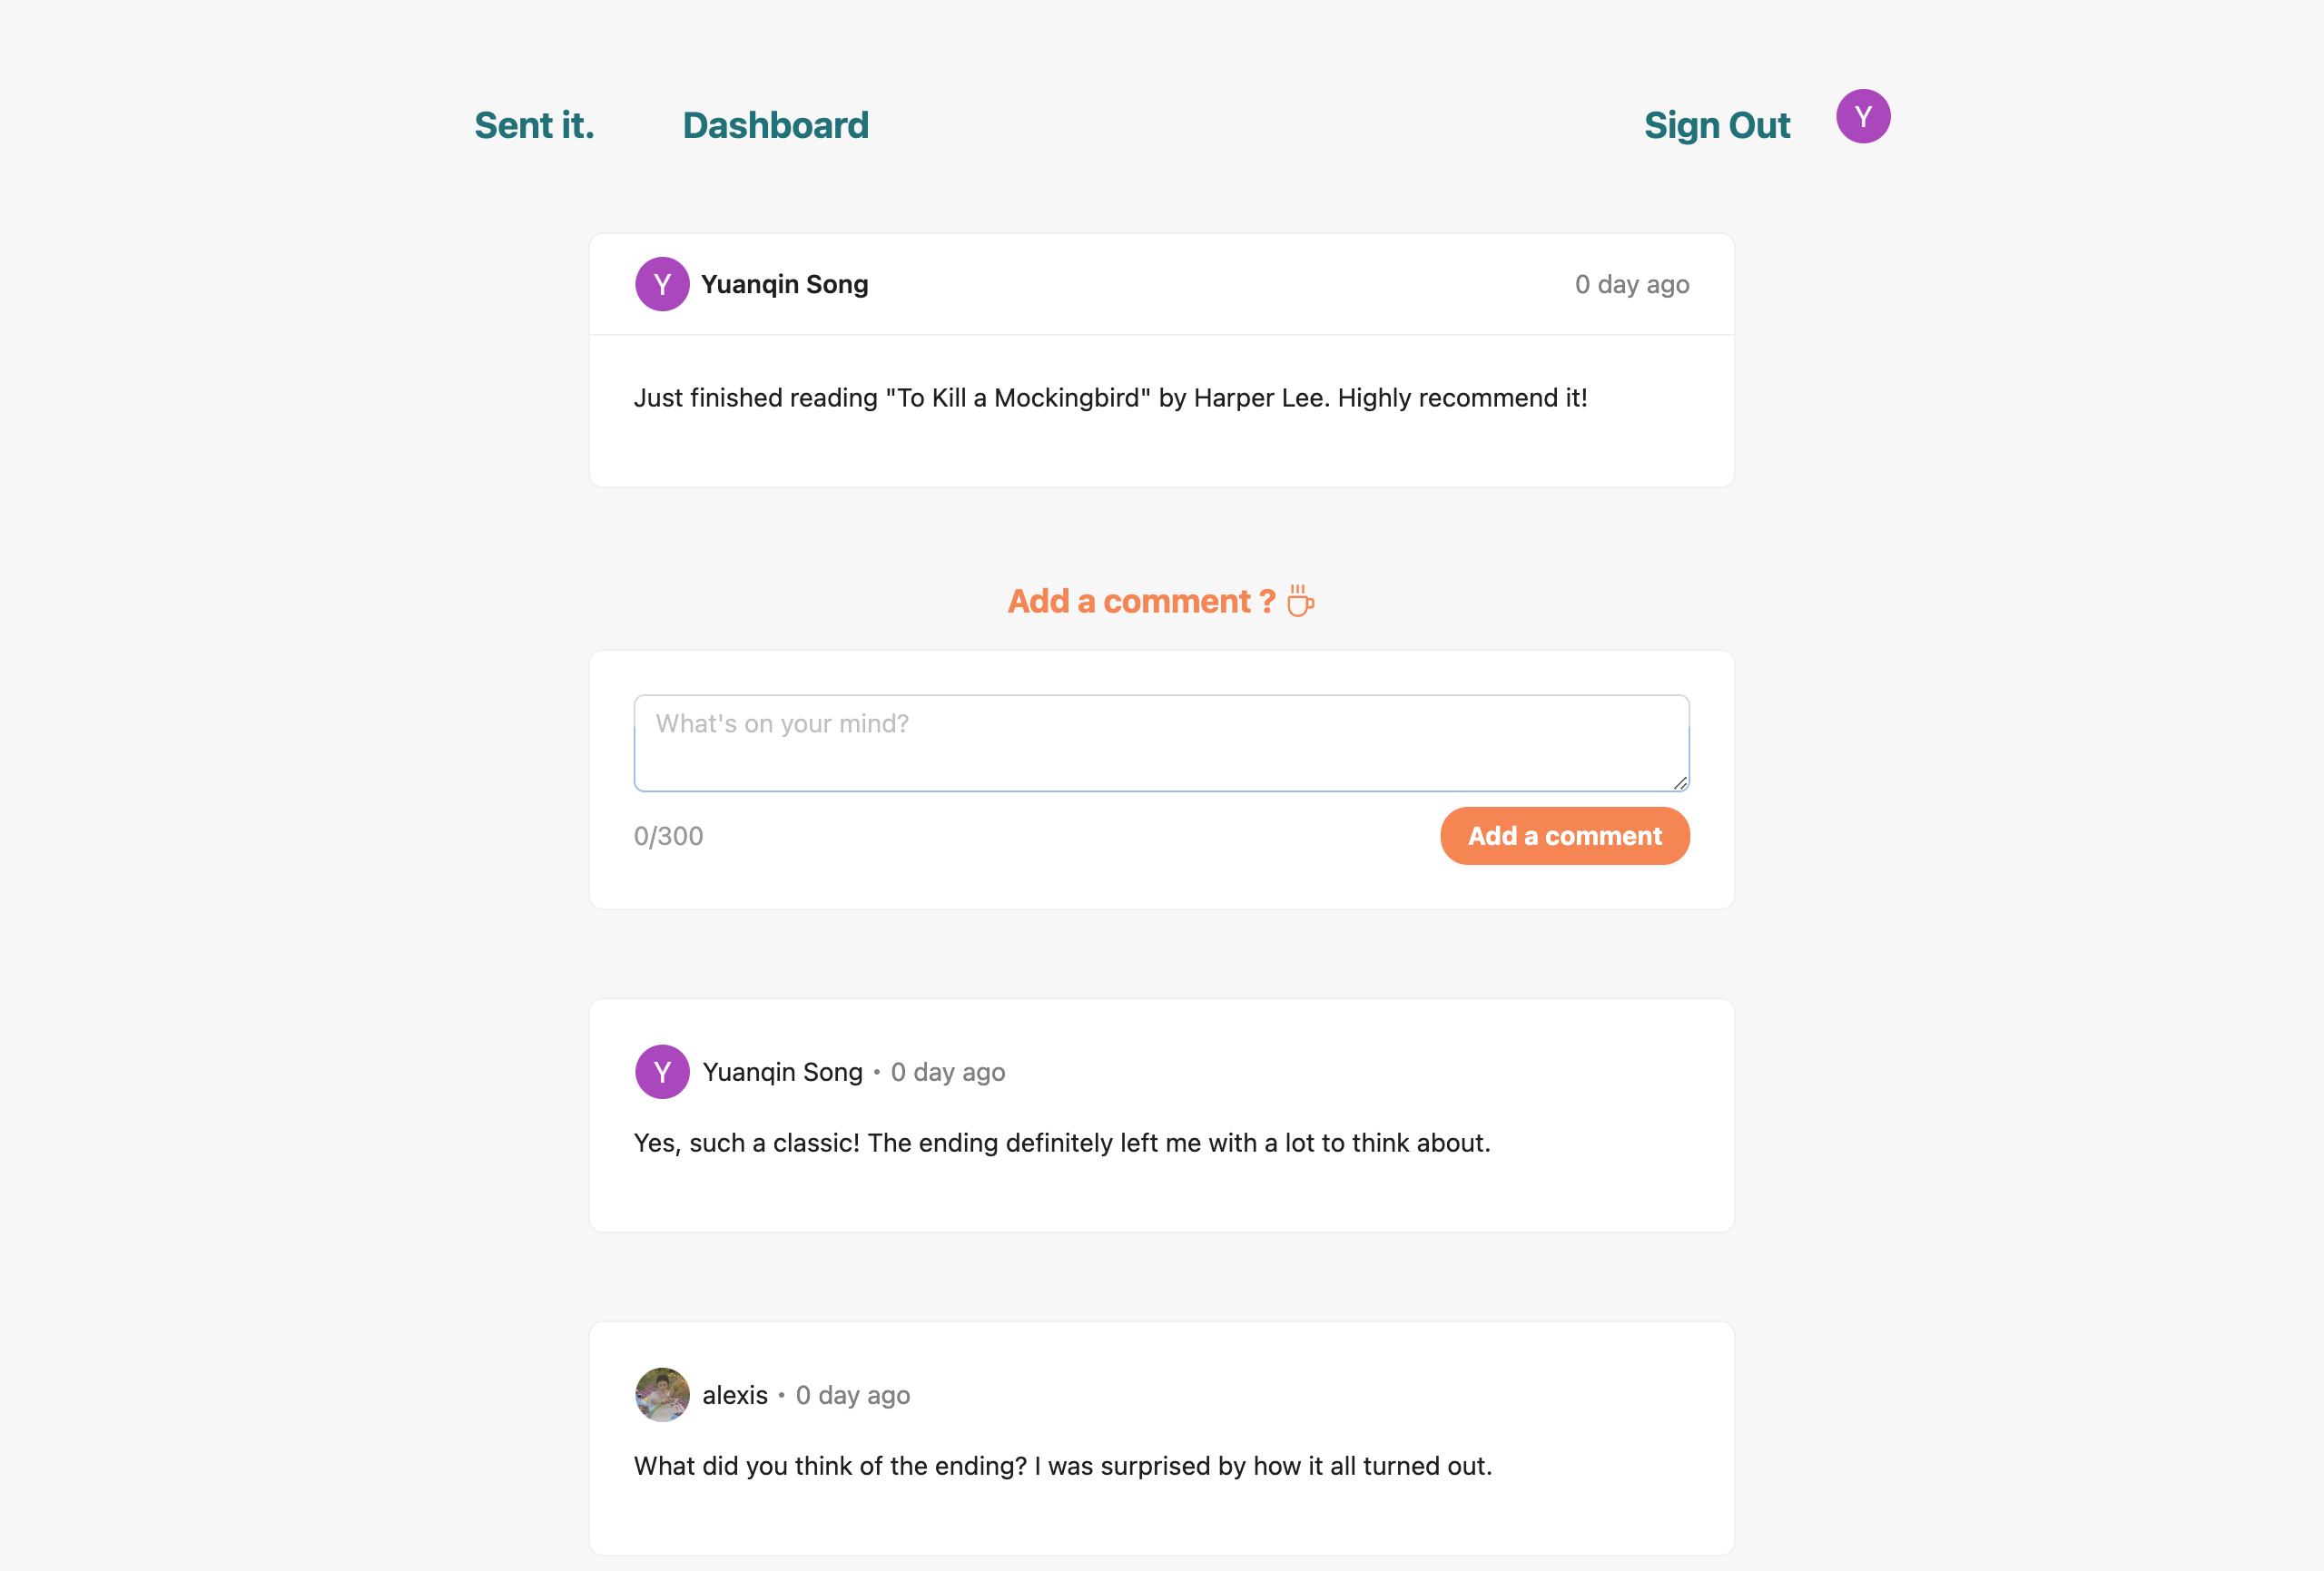 Sent it. Dashboard Sign Out Y
Y Yuanqin Song 0 day ago
Just finished reading "To Kill a Mockingbird" by Harper Lee. Highly recommend it!
Add a comment ?
What's on your mind?
0/300 Add a comment
Y Yuanqin Song • 0 day ago
Yes, such a classic! The ending definitely left me with a lot to think about.
alexis • 0 day ago
What did you think of the ending? I was surprised by how it all turned out.